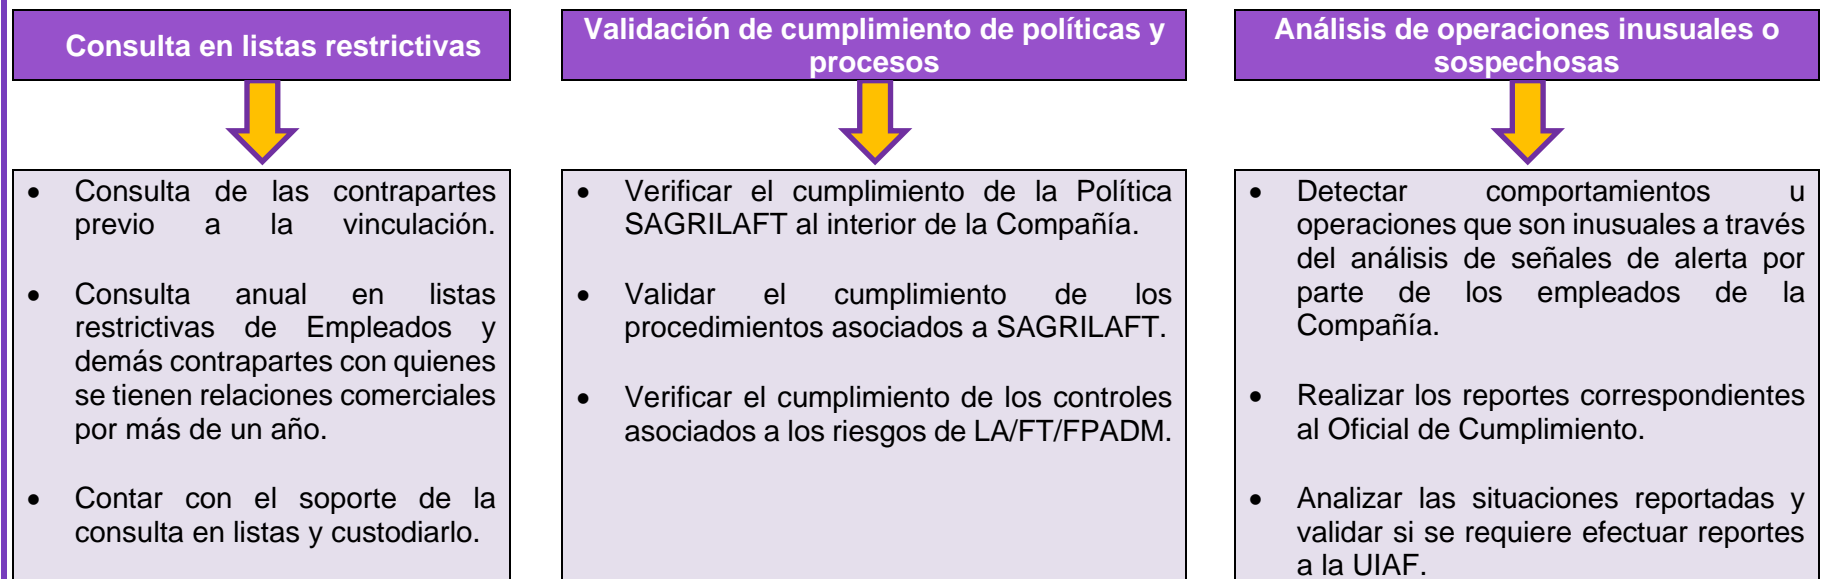 Consulta en listas restrictivas
• Consulta de las contrapartes
previo a la vinculación.
• Consulta anual en listas
restrictivas de Empleados y
demás contrapartes con quienes
se tienen relaciones comerciales
por más de un año.
• Contar con el soporte de la
consulta en listas y custodiarlo.
Validación de cumplimiento de políticas y
procesos
• Verificar el cumplimiento de la Política
SAGRILAFT al interior de la Compañía.
• Validar el cumplimiento de los
procedimientos asociados a SAGRILAFT.
• Verificar el cumplimiento de los controles
asociados a los riesgos de LA/FT/FPADM.
Análisis de operaciones inusuales o
sospechosas
• Detectar comportamientos u
operaciones que son inusuales a través
del análisis de señales de alerta por
parte de los empleados de la
Compañía.
• Realizar los reportes correspondientes
al Oficial de Cumplimiento.
• Analizar las situaciones reportadas y
validar si se requiere efectuar reportes
a la UIAF.